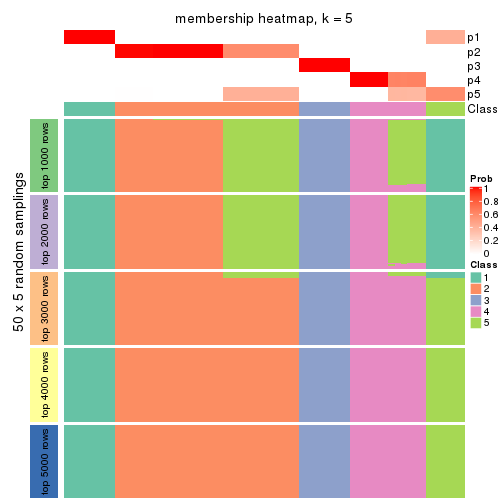 membership heatmap, k = 5
p1
p2
p3
p4
p5
Class
50 x 5 random samplings
top 1000 rows
top 2000 rows
top 3000 rows
top 4000 rows
top 5000 rows
Prob
1
0.8
0.6
0.4
0.2
0
Class
1
2
3
4
5